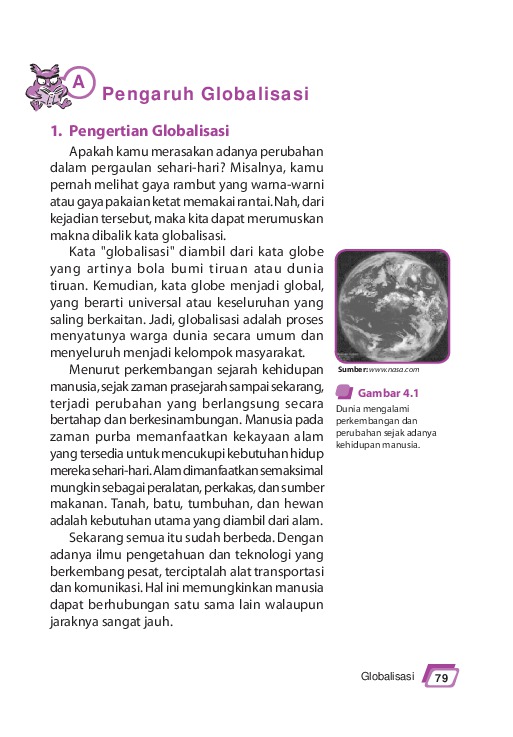 A
Pengaruh Globalisasi
1. Pengertian Globalisasi
Apakah kamu merasakan adanya perubahan
dalam pergaulan sehari-hari? Misalnya, kamu
pernah melihat gaya rambut yang warna-warni
atau gaya pakaian ketat memakai rantai. Nah, dari
kejadian tersebut, maka kita dapat merumuskan
makna dibalik kata globalisasi.
Kata "globalisasi" diambil dari kata globe
yang artinya bola bumi tiruan atau dunia
tiruan. Kemudian, kata globe menjadi global,
yang berarti universal atau keseluruhan yang
saling berkaitan. Jadi, globalisasi adalah proses
menyatunya warga dunia secara umum dan
menyeluruh menjadi kelompok masyarakat.
Menurut perkembangan sejarah kehidupan
manusia, sejak zaman prasejarah sampai sekarang,
terjadi perubahan yang berlangsung secara
bertahap dan berkesinambungan. Manusia pada
zaman purba memanfaatkan kekayaan alam
yang tersedia untuk mencukupi kebutuhan hidup
mereka sehari-hari. Alam dimanfaatkan semaksimal
mungkin sebagai peralatan, perkakas, dan sumber
makanan. Tanah, batu, tumbuhan, dan hewan
adalah kebutuhan utama yang diambil dari alam.
Sekarang semua itu sudah berbeda. Dengan
adanya ilmu pengetahuan dan teknologi yang
berkembang pesat, terciptalah alat transportasi
dan komunikasi. Hal ini memungkinkan manusia
dapat berhubungan satu sama lain walaupun
jaraknya sangat jauh.
Sumber: www.nasa.com
Gambar 4.1
Dunia mengalami
perkembangan dan
perubahan sejak adanya
kehidupan manusia.
Globalisasi 79